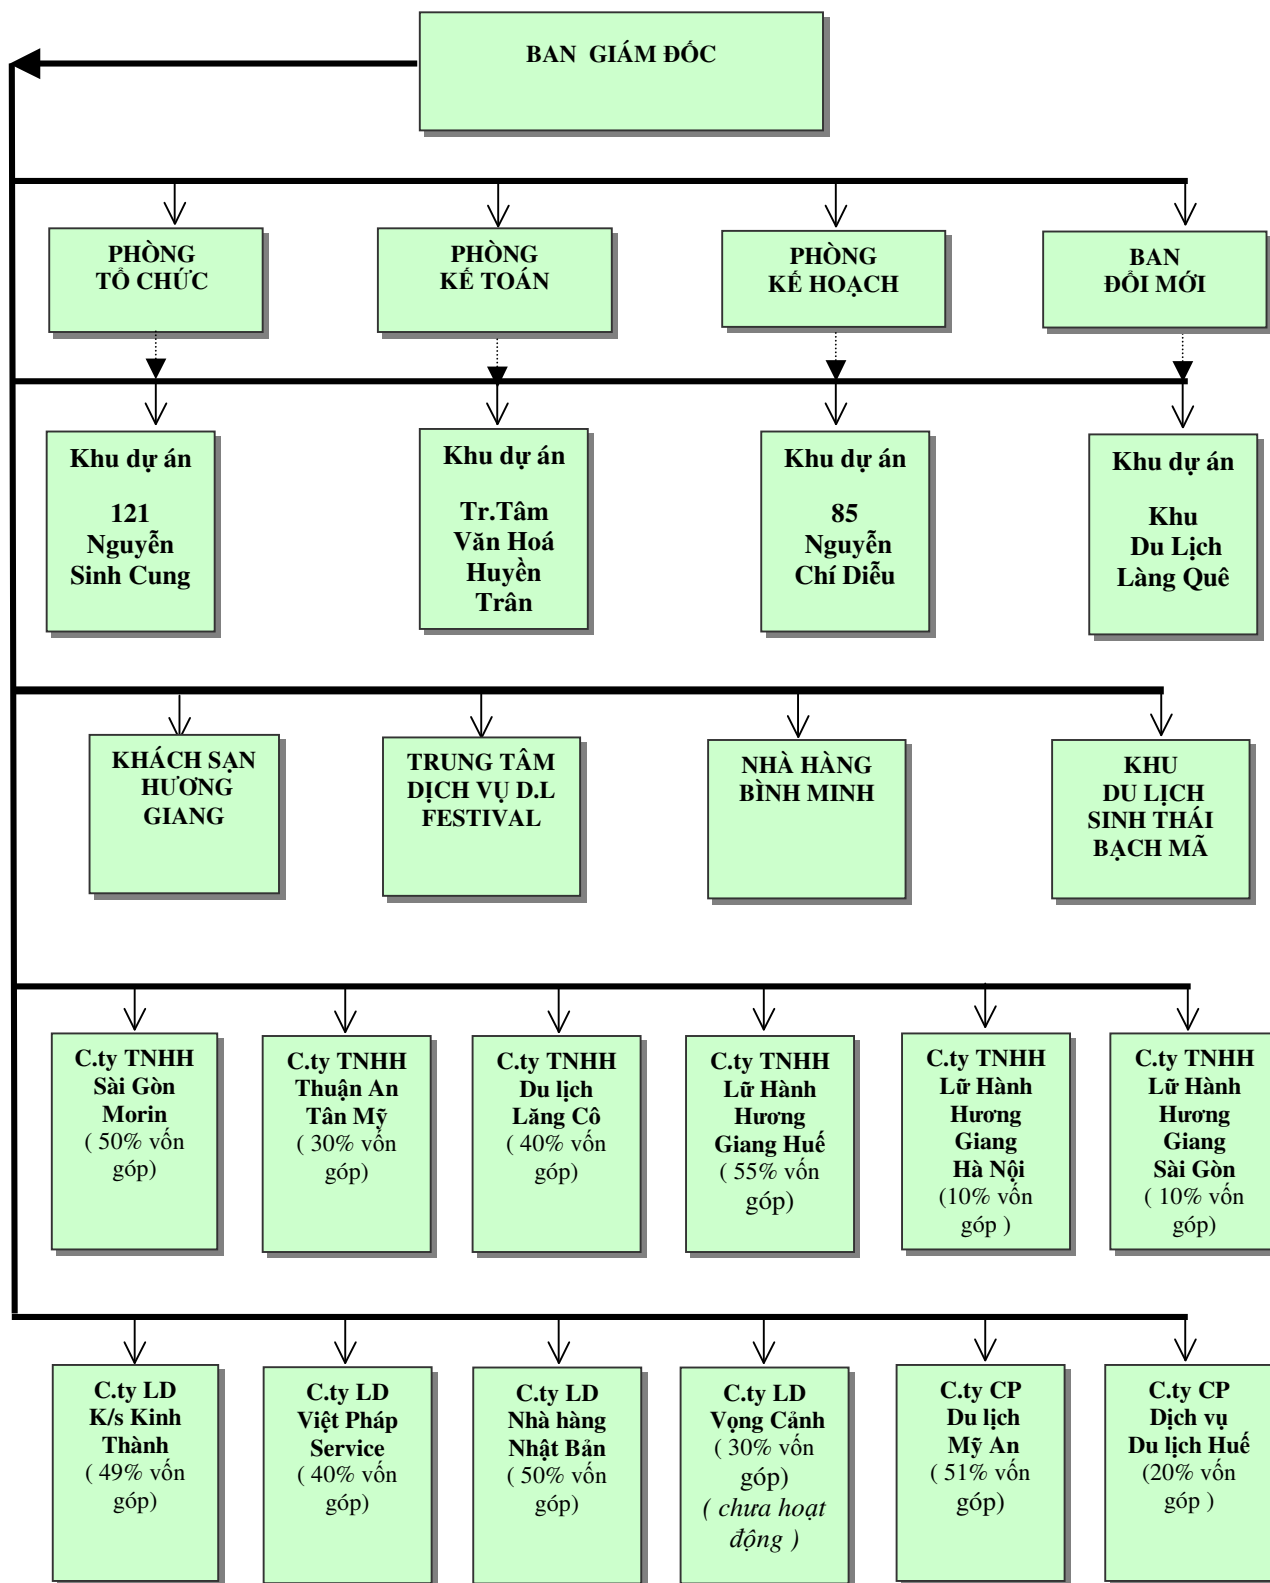 BAN GIÁM ĐỐC
PHÒNG
TỔ CHỨC
PHÒNG
KẾ TOÁN
PHÒNG
KẾ HOẠCH
BAN
ĐỔI MỚI
Khu dự án
121
Nguyễn
Sinh Cung
Khu dự án
Tr.Tâm
Văn Hoá
Huyền
Trân
Khu dự án
85
Nguyễn
Chí Diễu
Khu dự án
Khu
Du Lịch
Làng Quê
KHÁCH SẠN
HƯƠNG
GIANG
TRUNG TÂM
DỊCH VỤ D.L
FESTIVAL
NHÀ HÀNG
BÌNH MINH
KHU
DU LỊCH
SINH THÁI
BẠCH MÃ
C.ty TNHH
Sài Gòn
Morin
( 50% vốn
góp)
C.ty TNHH
Thuận An
Tân Mỹ
( 30% vốn
góp)
C.ty TNHH
Du lịch
Lăng Cô
( 40% vốn
góp)
C.ty TNHH
Lữ Hành
Hương
Giang Huế
( 55% vốn
góp)
C.ty TNHH
Lữ Hành
Hương
Giang
Hà Nội
(10% vốn
góp )
C.ty TNHH
Lữ Hành
Hương
Giang
Sài Gòn
( 10% vốn
góp)
C.ty LD
K/s Kinh
Thành
( 49% vốn
góp)
C.ty LD
Việt Pháp
Service
( 40% vốn
góp)
C.ty LD
Nhà hàng
Nhật Bản
( 50% vốn
góp)
C.ty LD
Vọng Cảnh
( 30% vốn
góp)
( chưa hoạt
động )
C.ty CP
Du lịch
Mỹ An
( 51% vốn
góp)
C.ty CP
Dịch vụ
Du lịch Huế
(20% vốn
góp )